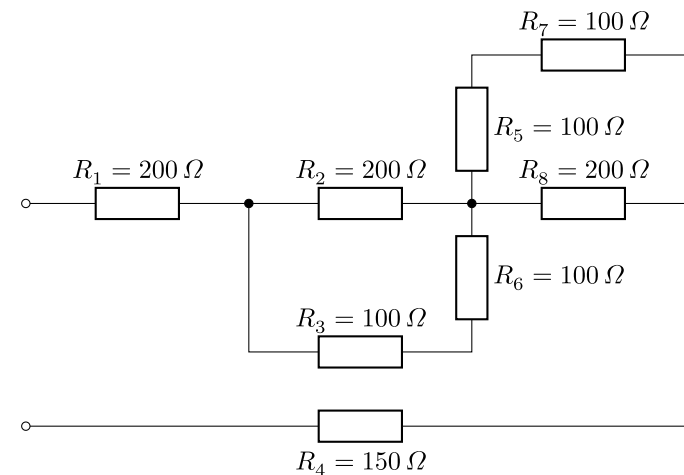 R₇ = 100 Ω
R₅ = 100 Ω
R₁ = 200 Ω
R₂ = 200 Ω
R₈ = 200 Ω
R₆ = 100 Ω
R₃ = 100 Ω
R₄ = 150 Ω